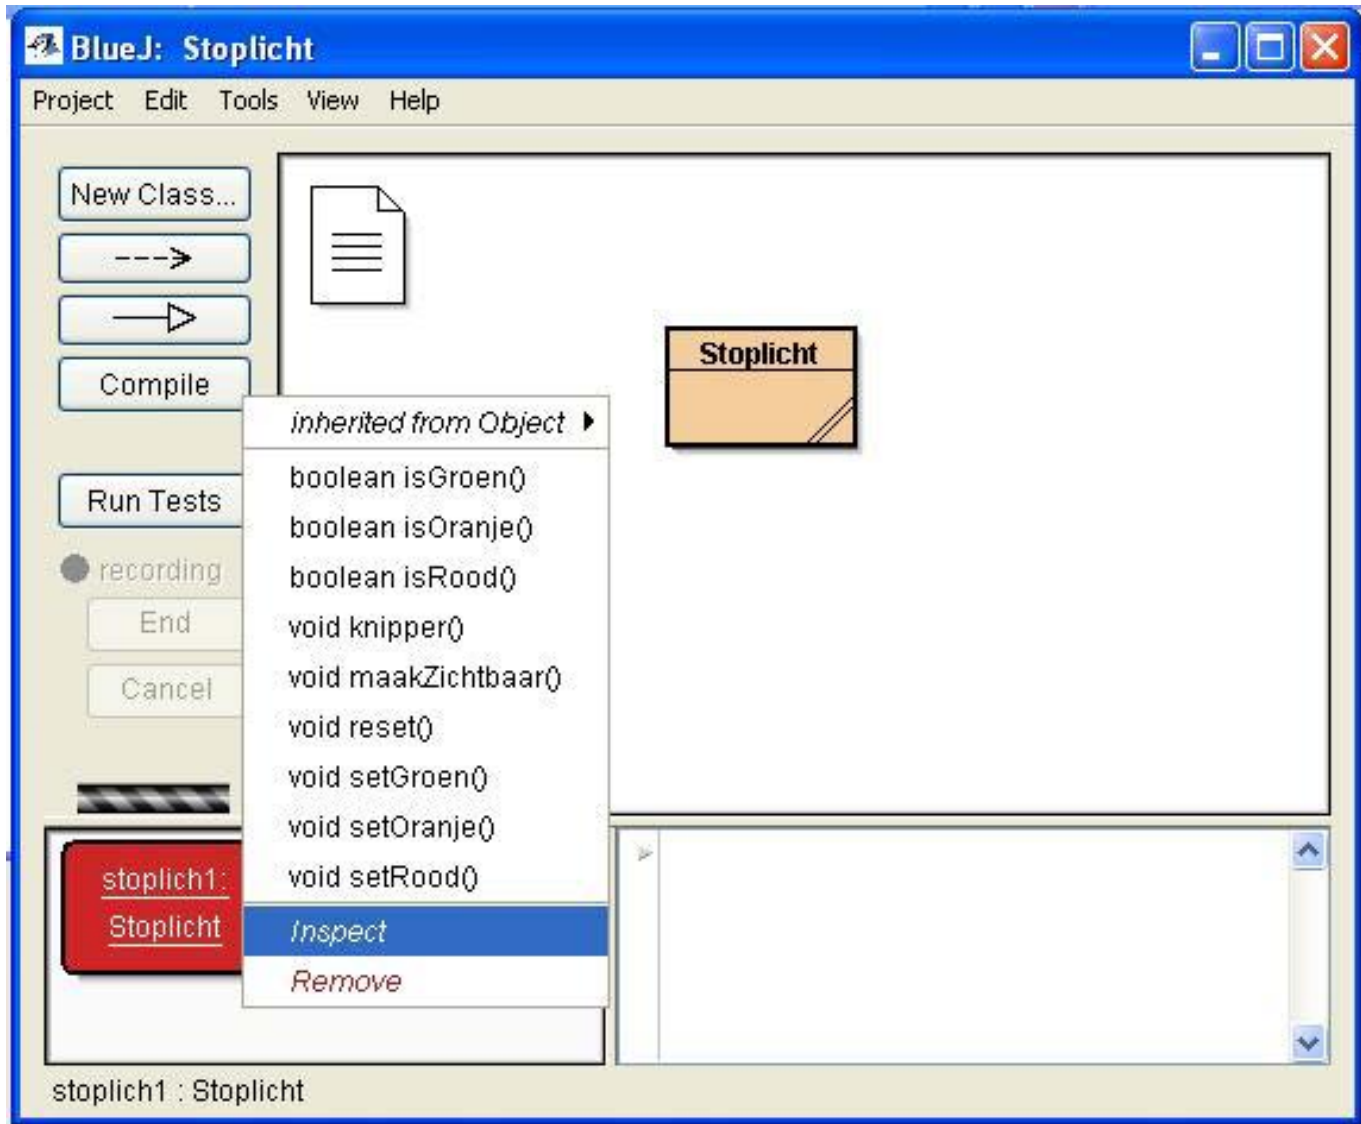 BlueJ: Stoplicht
Project Edit Tools View Help
New Class...
Compile
Run Tests
recording
End
Cancel
Stoplicht
inherited from Object
boolean isGroen()
boolean isOranje()
boolean isRood()
void knipper()
void maakZichtbaar()
void reset()
void setGroen()
void setOranje()
void setRood()
Inspect
Remove
stoplich1:
Stoplicht
stoplich1 : Stoplicht